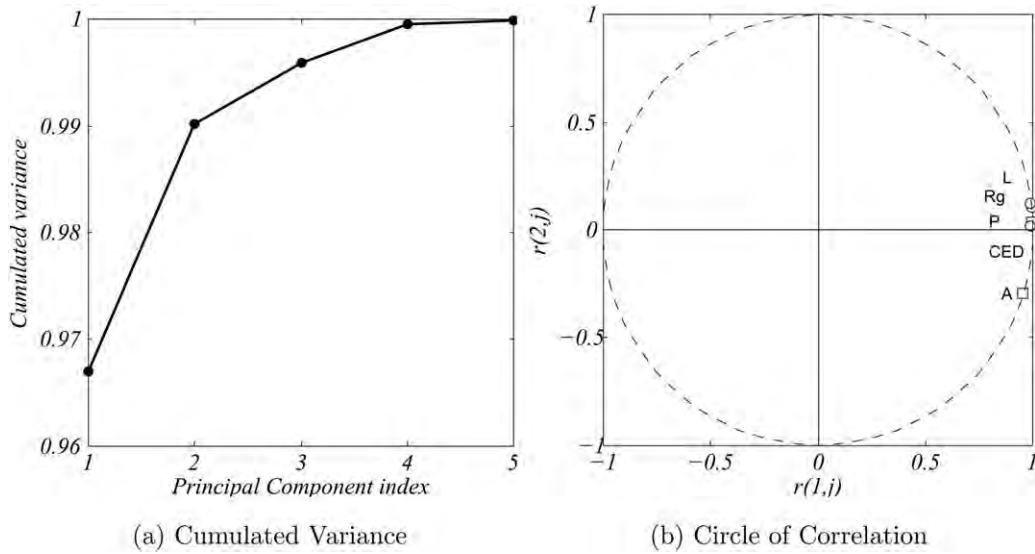 1
0.99
0.98
0.97
0.96
Cumulated variance
1 2 3 4 5
Principal Component index
(a) Cumulated Variance
1
0.5
0
−0.5
−1
r(2,j)
L
Rg
P
CED
A
−1 −0.5 0 0.5 1
r(1,j)
(b) Circle of Correlation